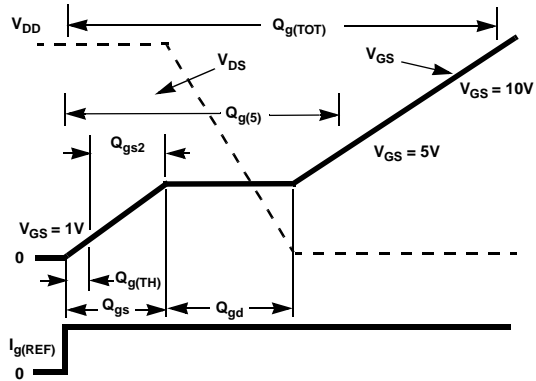 V_DD
Q_g(TOT)
V_DS
V_GS
V_GS = 10V
Q_g(5)
Q_gs2
V_GS = 5V
V_GS = 1V
0
Q_g(TH)
Q_gs
Q_gd
I_g(REF)
0